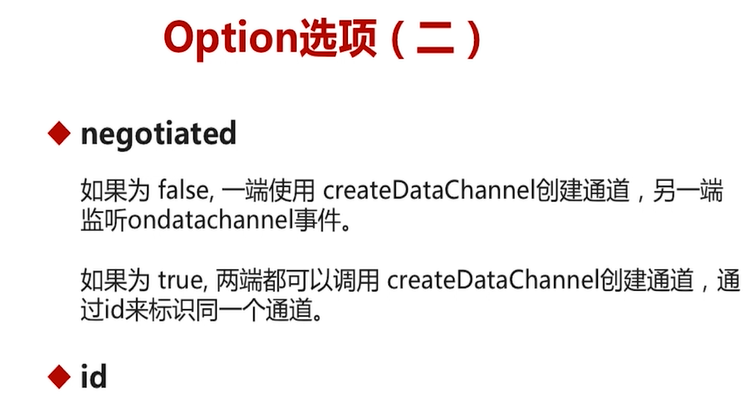 Option选项（二）
negotiated
如果为 false, 一端使用 createDataChannel创建通道，另一端
监听ondatachannel事件。
如果为 true, 两端都可以调用 createDataChannel创建通道，通
过id来标识同一个通道。
id